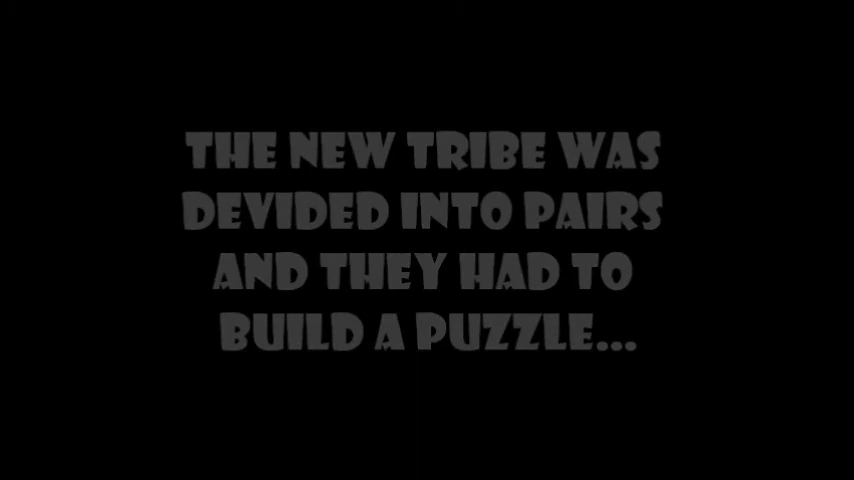 THE NEW TRIBE WAS
DEVIDED INTO PAIRS
AND THEY HAD TO
BUILD A PUZZLE...